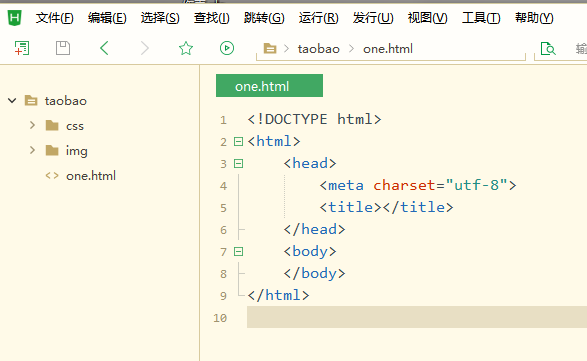 文件(F) 编辑(E) 选择(S) 查找(I) 跳转(G) 运行(R) 发行(U) 视图(V) 工具(T) 帮助(Y)
taobao > one.html 输
taobao
css
img
<> one.html
one.html
1 <!DOCTYPE html>
2 <html>
3 <head>
4 <meta charset="utf-8">
5 <title></title>
6 </head>
7 <body>
8 </body>
9 </html>
10